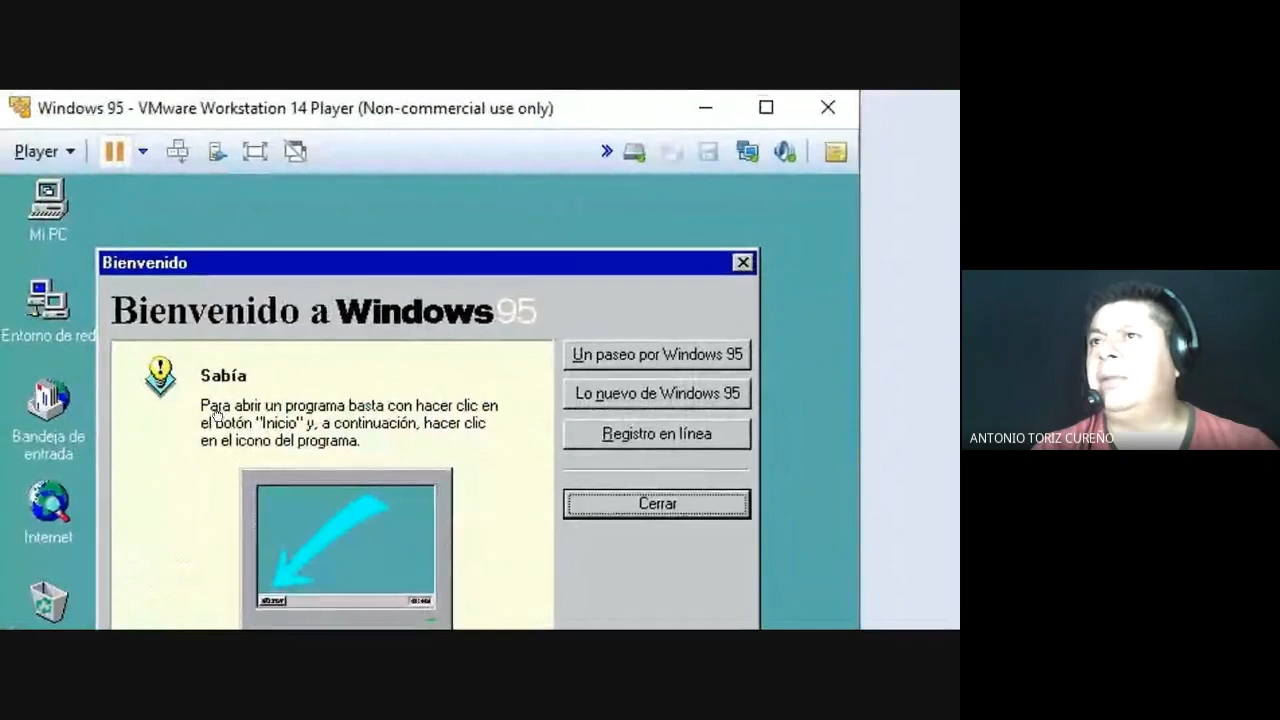 Windows 95 - VMware Workstation 14 Player (Non-commercial use only)
Player
Mi PC
Bienvenido
Bienvenido a Windows 95
Entorno de red
Un paseo por Windows 95
Sabía
Lo nuevo de Windows 95
Para abrir un programa basta con hacer clic en
el botón "Inicio" y, a continuación, hacer clic
en el icono del programa.
Registro en línea
Bandeja de
entrada
Cerrar
Internet
ANTONIO TORIZ CUREÑO